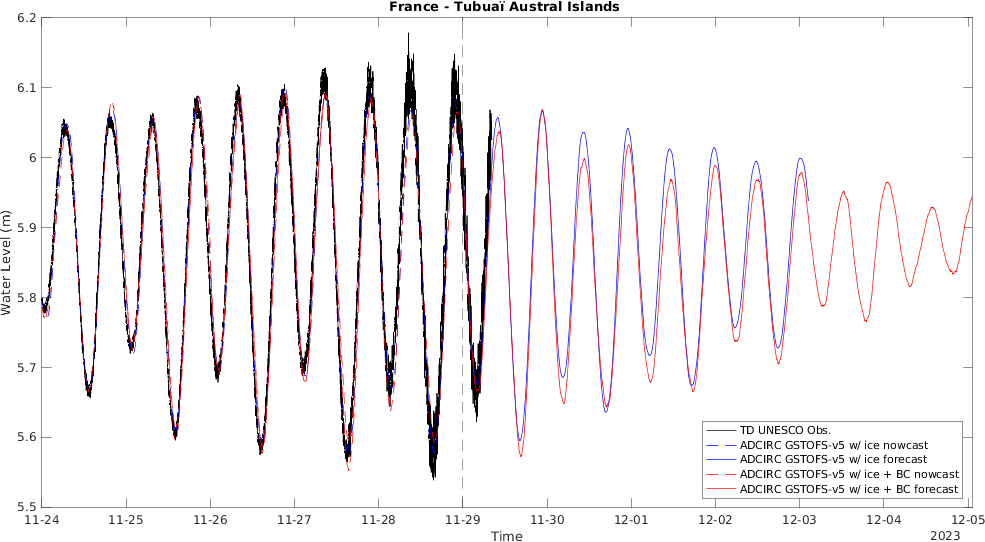 France - Tubuaï Austral Islands
Water Level (m)
6.2
6.1
6
5.9
5.8
5.7
5.6
5.5
TD UNESCO Obs.
ADCIRC GSTOFS-v5 w/ ice nowcast
ADCIRC GSTOFS-v5 w/ ice forecast
ADCIRC GSTOFS-v5 w/ ice + BC nowcast
ADCIRC GSTOFS-v5 w/ ice + BC forecast
11-24 11-25 11-26 11-27 11-28 11-29 11-30 12-01 12-02 12-03 12-04 12-05
Time
2023